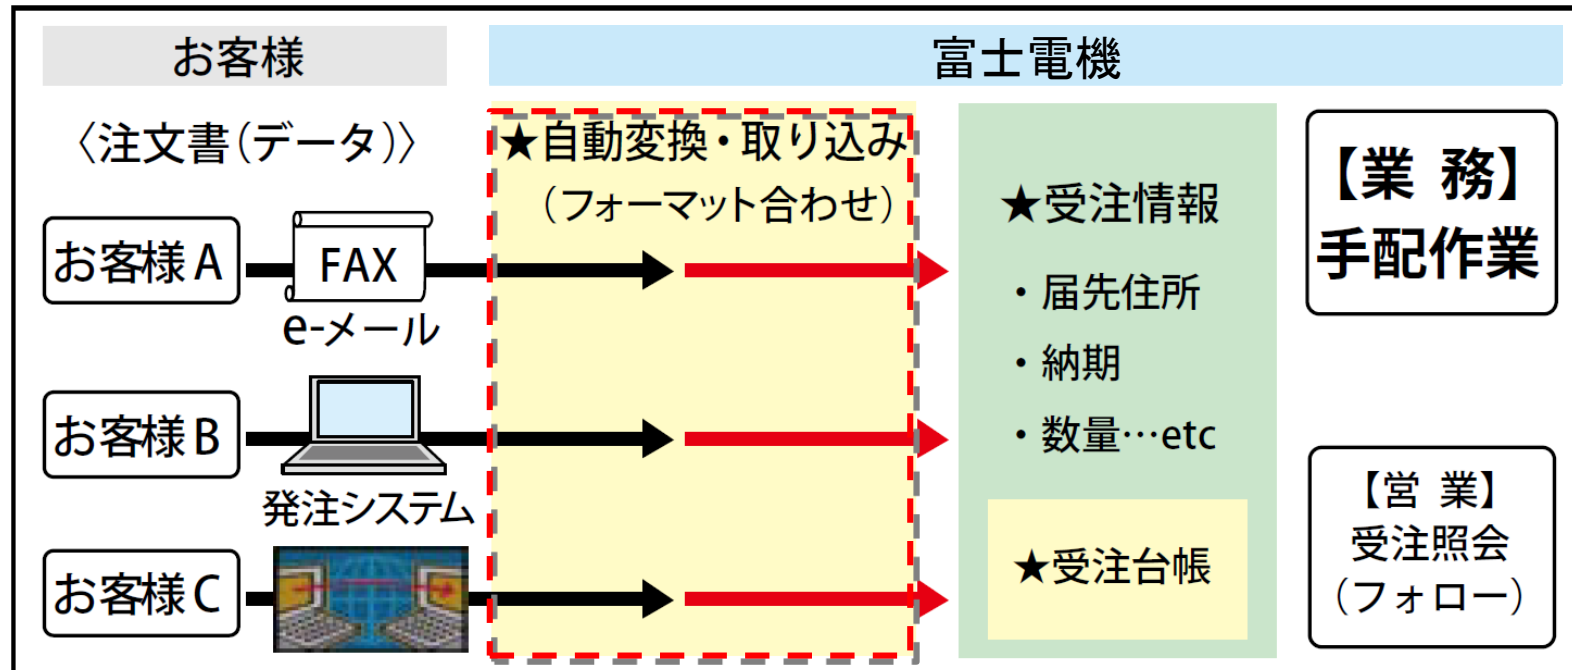 お客様
富士電機
〈注文書(データ)〉
★自動変換・取り込み
(フォーマット合わせ)
お客様 A
FAX
e-メール
お客様 B
発注システム
お客様 C
★受注情報
・届先住所
・納期
・数量…etc
★受注台帳
【業 務】
手配作業
【営 業】
受注照会
(フォロー)